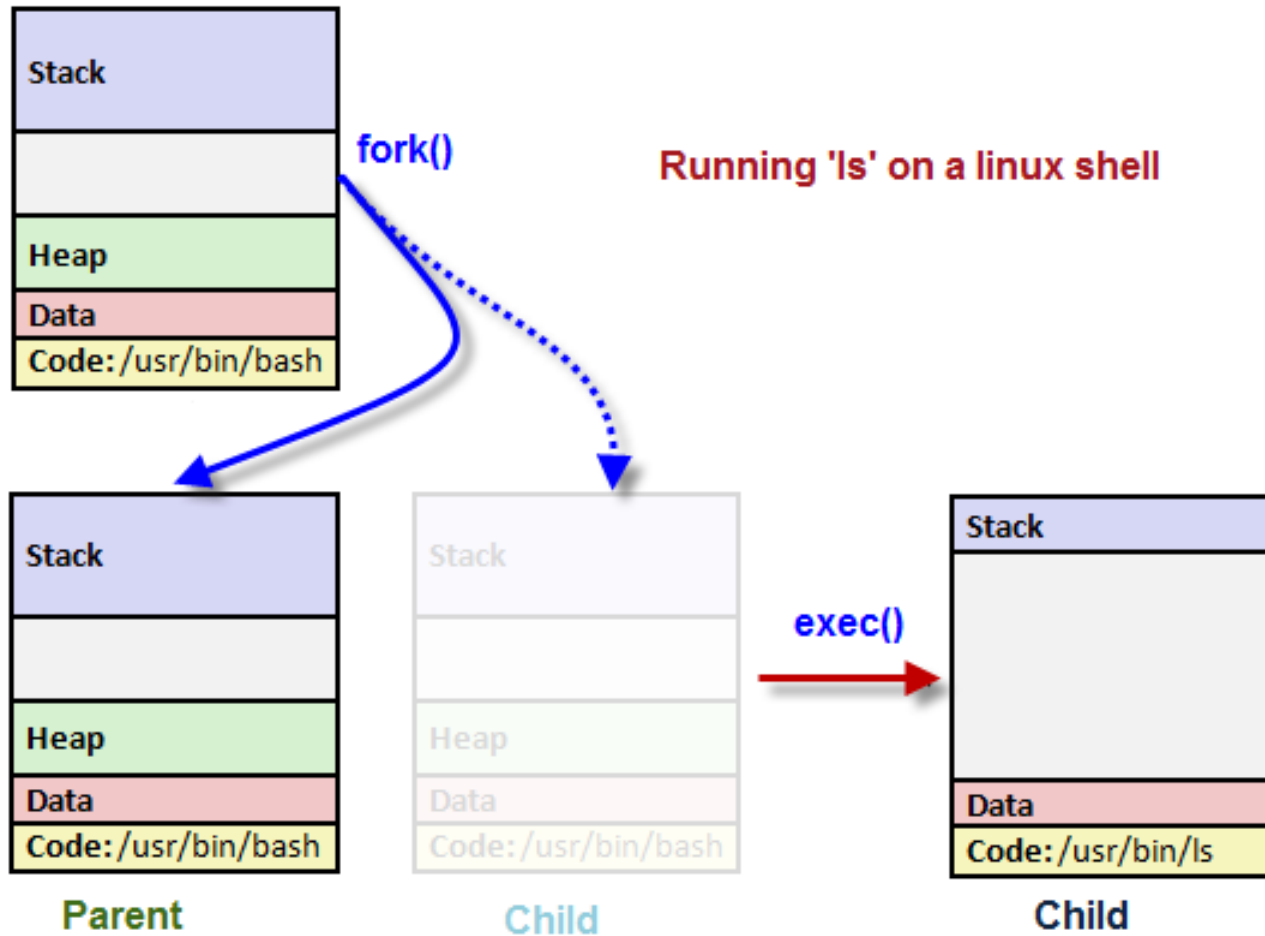 Stack
fork()
Running 'ls' on a linux shell
Heap
Data
Code: /usr/bin/bash
Stack
Heap
Data
Code: /usr/bin/bash
Parent
Stack
Heap
Data
Code: /usr/bin/bash
Child
exec()
Stack
Data
Code: /usr/bin/ls
Child